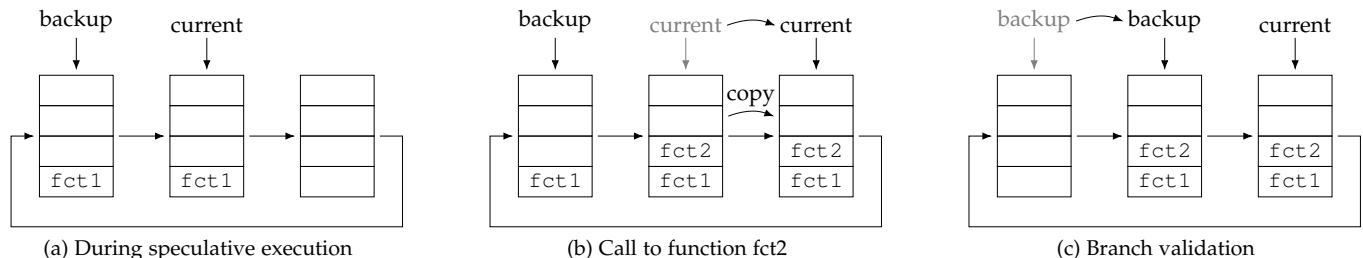 backup
current
fct1
fct1
(a) During speculative execution
backup
current
current
copy
fct2
fct2
fct1
fct1
fct1
(b) Call to function fct2
backup
backup
current
fct2
fct2
fct1
fct1
(c) Branch validation